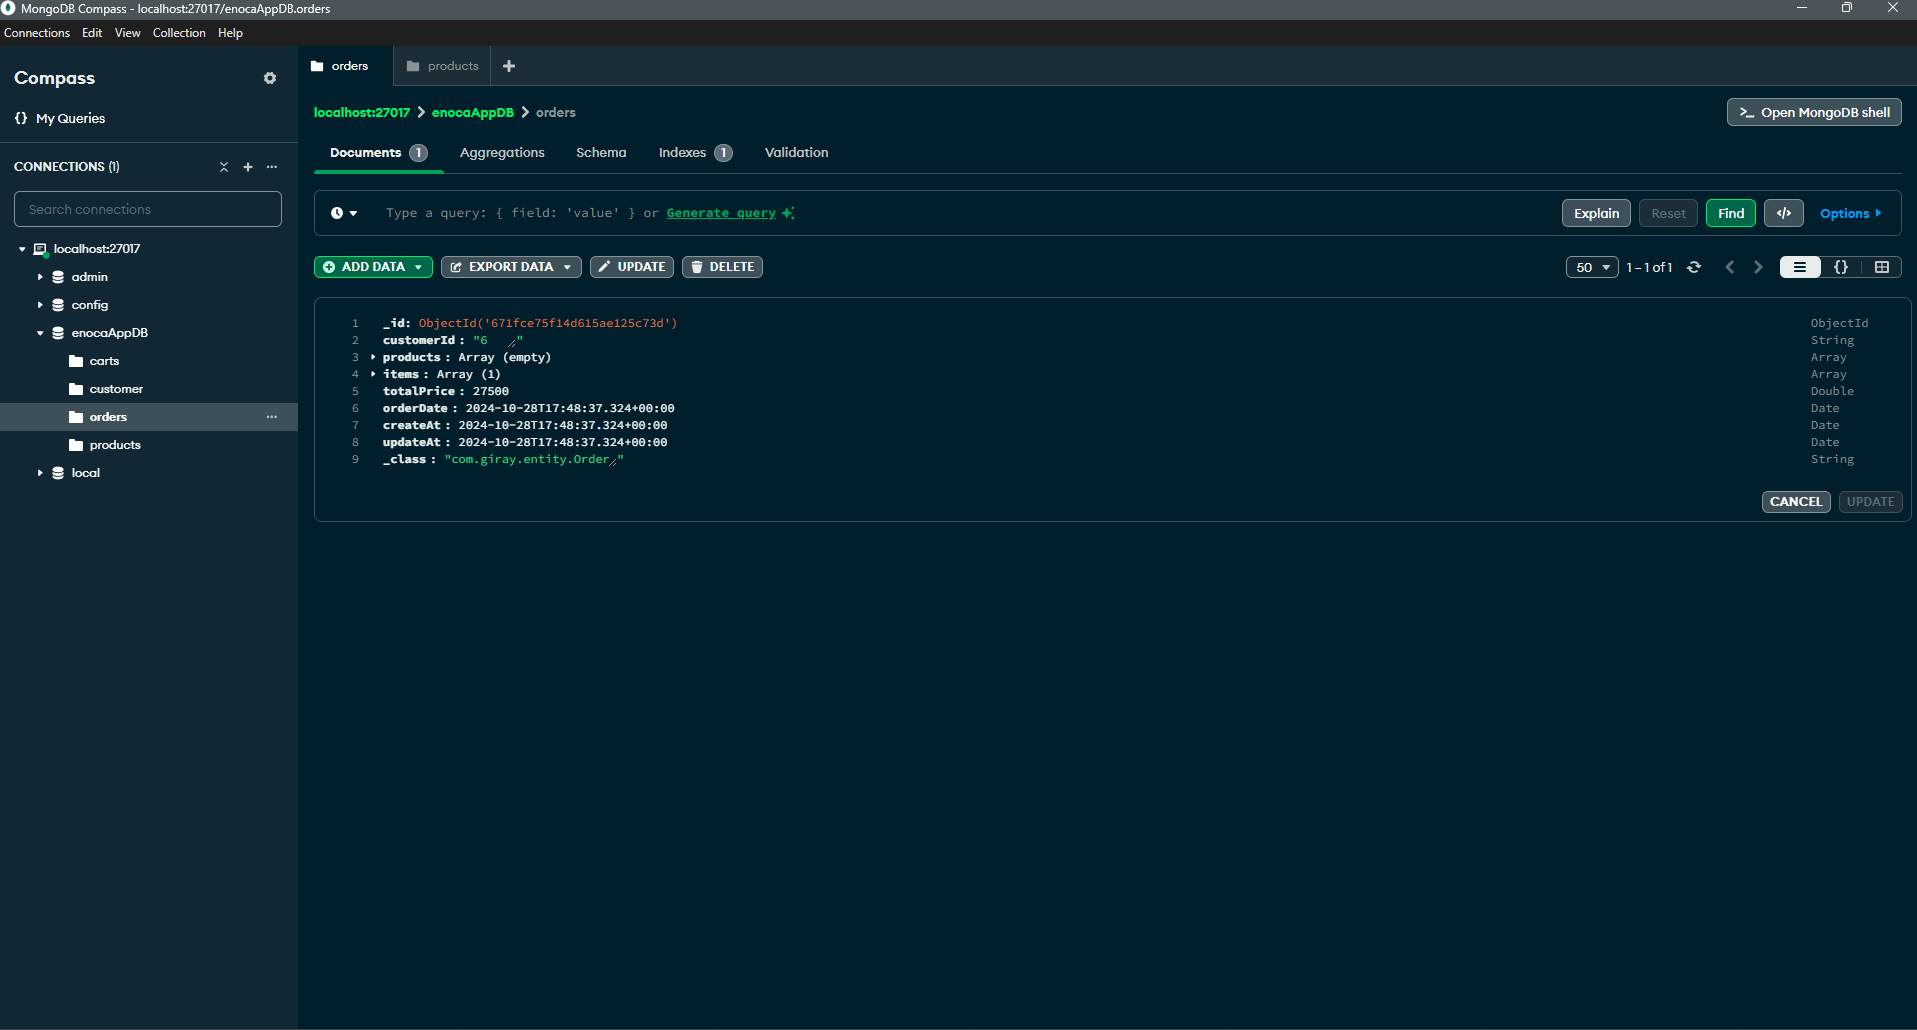 MongoDB Compass - localhost:27017/enocaAppDB.orders
Connections Edit View Collection Help
Compass
{} My Queries
CONNECTIONS (1)
Search connections
localhost:27017
admin
config
enocaAppDB
carts
customer
orders
products
local
orders
products
localhost:27017 > enocaAppDB > orders
>_ Open MongoDB shell
Documents 1 Aggregations Schema Indexes 1 Validation
Type a query: { field: 'value' } or Generate query
Explain Reset Find </> Options
ADD DATA EXPORT DATA UPDATE DELETE
50 1 – 1 of 1 {}
1 _id: ObjectId('671fce75f14d615ae125c73d') ObjectId
2 customerId : "6" String
3 products : Array (empty) Array
4 items : Array (1) Array
5 totalPrice : 27500 Double
6 orderDate : 2024-10-28T17:48:37.324+00:00 Date
7 createAt : 2024-10-28T17:48:37.324+00:00 Date
8 updateAt : 2024-10-28T17:48:37.324+00:00 Date
9 _class : "com.giray.entity.Order" String
CANCEL UPDATE